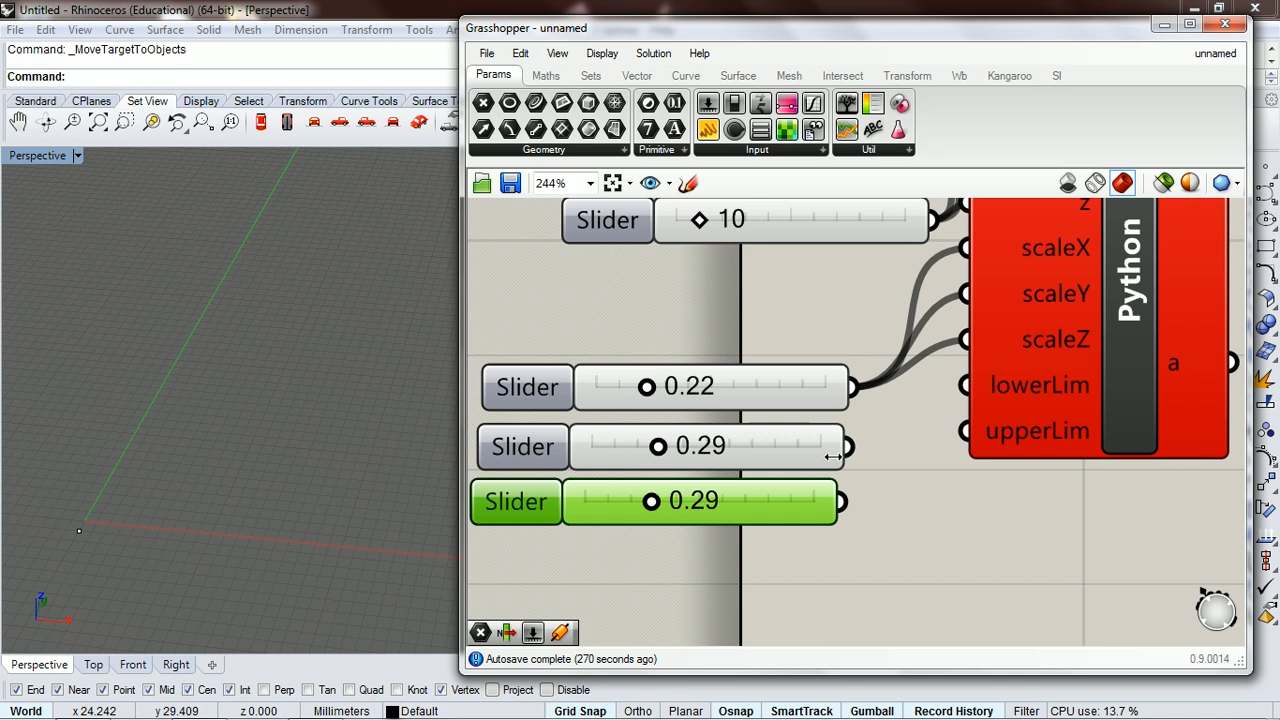 Untitled - Rhinoceros (Educational) (64-bit) - [Perspective]
File Edit View Curve Surface Solid Mesh Dimension Transform Tools
Command: _MoveTargetToObjects
Command:
Standard CPlanes Set View Display Select Transform Curve Tools Surface T
Perspective
Grasshopper - unnamed
File Edit View Display Solution Help unnamed
Params Maths Sets Vector Curve Surface Mesh Intersect Transform Wb Kangaroo SI
Geometry Primitive Input Util
244%
Slider 10
z
scaleX
scaleY
scaleZ
lowerLim
upperLim
Python
a
Slider 0.22
Slider 0.29
Slider 0.29
Autosave complete (270 seconds ago) 0.9.0014
z y x
Perspective Top Front Right
End Near Point Mid Cen Int Perp Tan Quad Knot Vertex Project Disable
World x 24.242 y 29.409 z 0.000 Millimeters Default Grid Snap Ortho Planar Osnap SmartTrack Gumball Record History Filter CPU use: 13.7 %